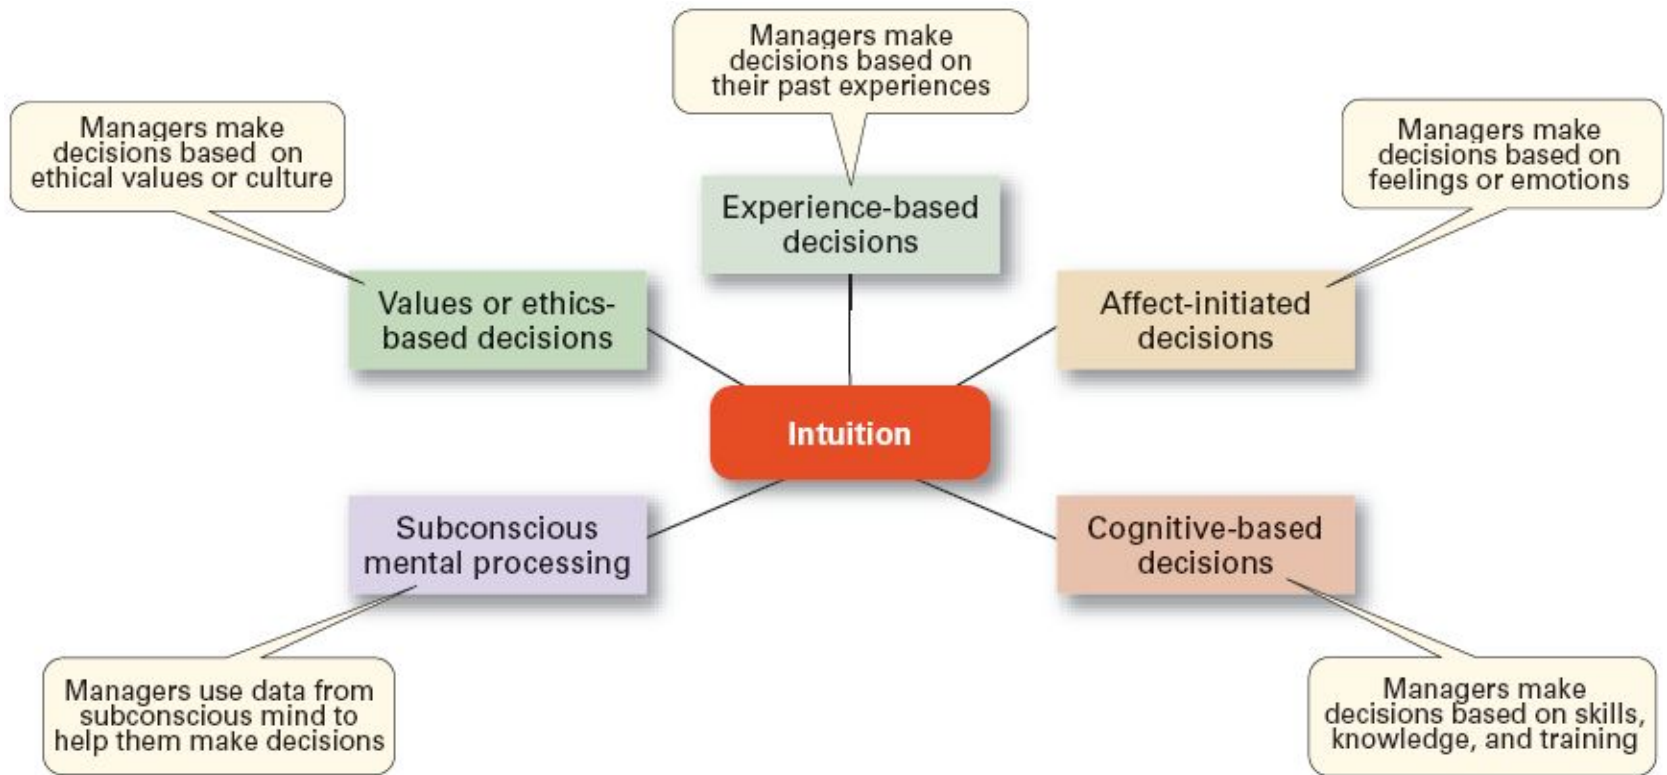 Managers make
decisions based on
their past experiences
Managers make
decisions based on
ethical values or culture
Managers make
decisions based on
feelings or emotions
Experience-based
decisions
Values or ethics-
based decisions
Affect-initiated
decisions
Intuition
Subconscious
mental processing
Cognitive-based
decisions
Managers use data from
subconscious mind to
help them make decisions
Managers make
decisions based on skills,
knowledge, and training